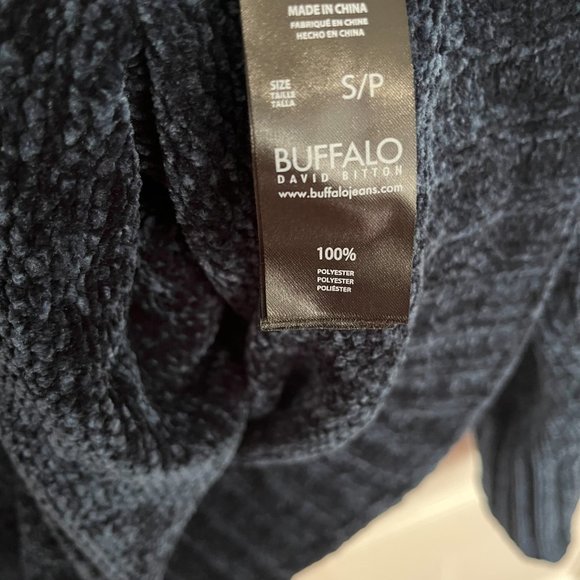 MADE IN CHINA
FABRIQUÉ EN CHINE
HECHO EN CHINA
SIZE
TAILLE
TALLA
S/P
BUFFALO
DAVID BITTON
www.buffalojeans.com
100%
POLYESTER
POLYESTER
POLIÉSTER